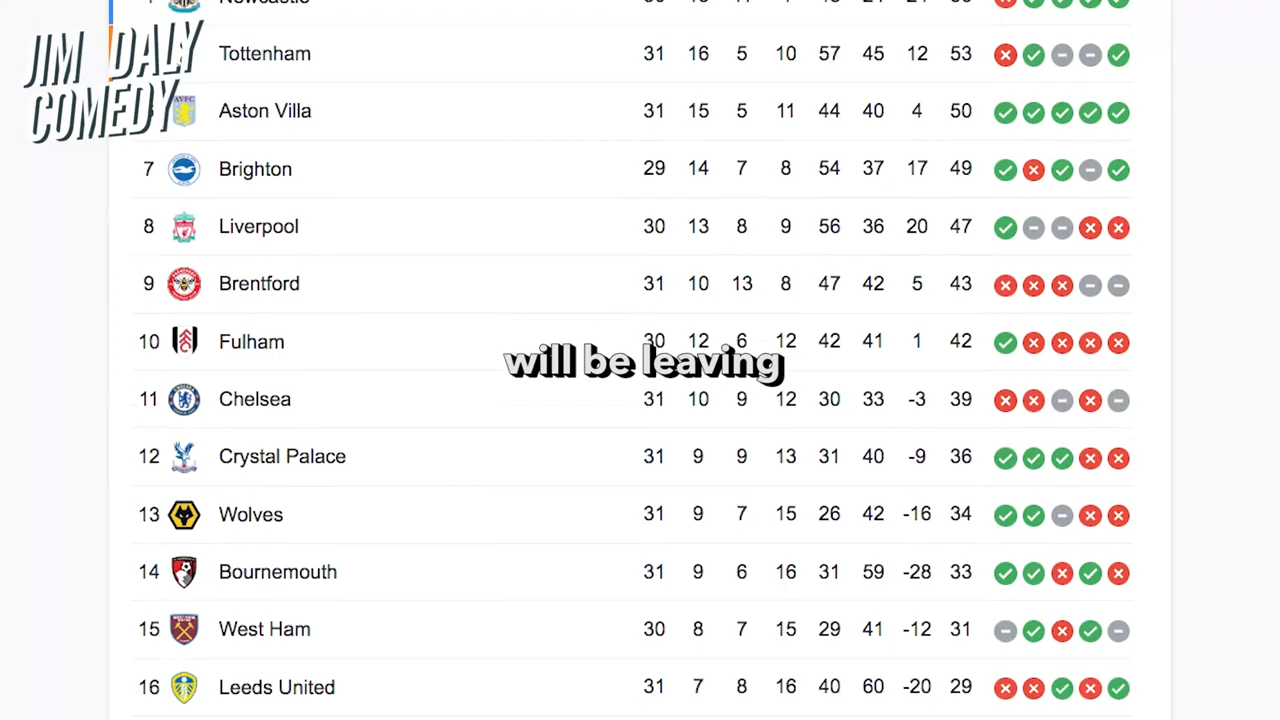 JIM DALY
COMEDY
Tottenham 31 16 5 10 57 45 12 53
Aston Villa 31 15 5 11 44 40 4 50
7 Brighton 29 14 7 8 54 37 17 49
8 Liverpool 30 13 8 9 56 36 20 47
9 Brentford 31 10 13 8 47 42 5 43
10 Fulham 30 12 6 12 42 41 1 42
will be leaving
11 Chelsea 31 10 9 12 30 33 -3 39
12 Crystal Palace 31 9 9 13 31 40 -9 36
13 Wolves 31 9 7 15 26 42 -16 34
14 Bournemouth 31 9 6 16 31 59 -28 33
15 West Ham 30 8 7 15 29 41 -12 31
16 Leeds United 31 7 8 16 40 60 -20 29